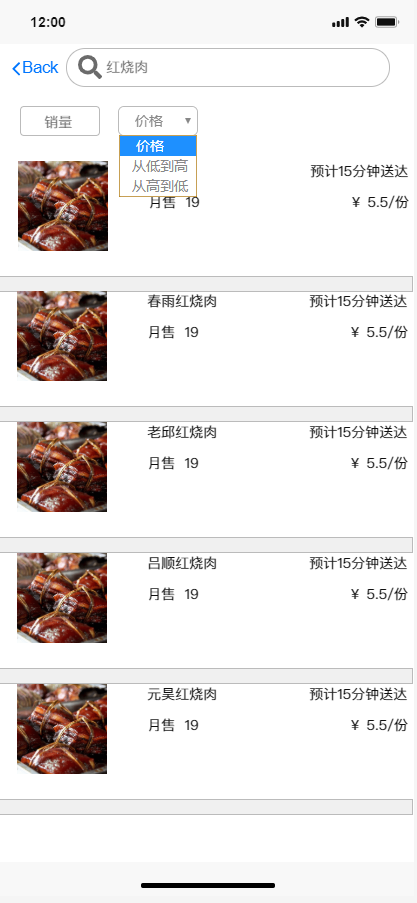 12:00
Back
红烧肉
销量
价格
价格
从低到高
从高到低
预计15分钟送达
月售 19
¥ 5.5/份
春雨红烧肉
预计15分钟送达
月售 19
¥ 5.5/份
老邱红烧肉
预计15分钟送达
月售 19
¥ 5.5/份
吕顺红烧肉
预计15分钟送达
月售 19
¥ 5.5/份
元昊红烧肉
预计15分钟送达
月售 19
¥ 5.5/份